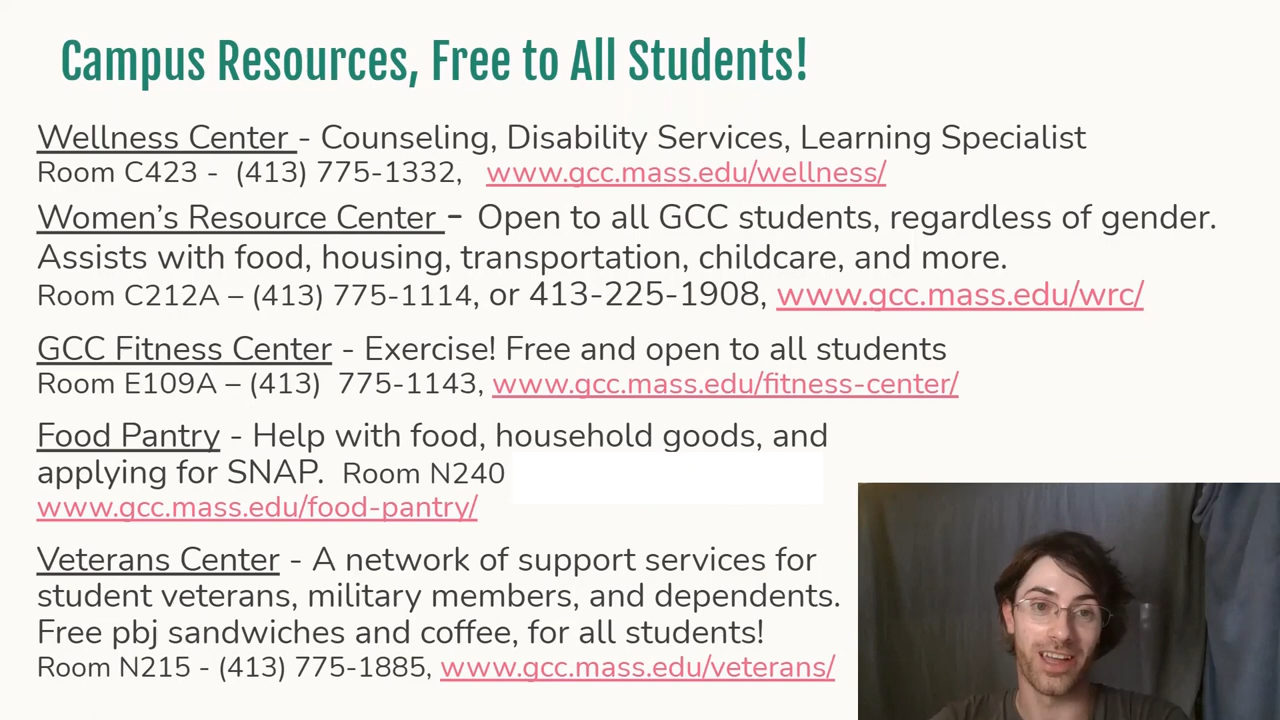 Campus Resources, Free to All Students!
Wellness Center - Counseling, Disability Services, Learning Specialist
Room C423 - (413) 775-1332, www.gcc.mass.edu/wellness/
Women’s Resource Center - Open to all GCC students, regardless of gender.
Assists with food, housing, transportation, childcare, and more.
Room C212A – (413) 775-1114, or 413-225-1908, www.gcc.mass.edu/wrc/
GCC Fitness Center - Exercise! Free and open to all students
Room E109A – (413) 775-1143, www.gcc.mass.edu/fitness-center/
Food Pantry - Help with food, household goods, and
applying for SNAP. Room N240
www.gcc.mass.edu/food-pantry/
Veterans Center - A network of support services for
student veterans, military members, and dependents.
Free pbj sandwiches and coffee, for all students!
Room N215 - (413) 775-1885, www.gcc.mass.edu/veterans/